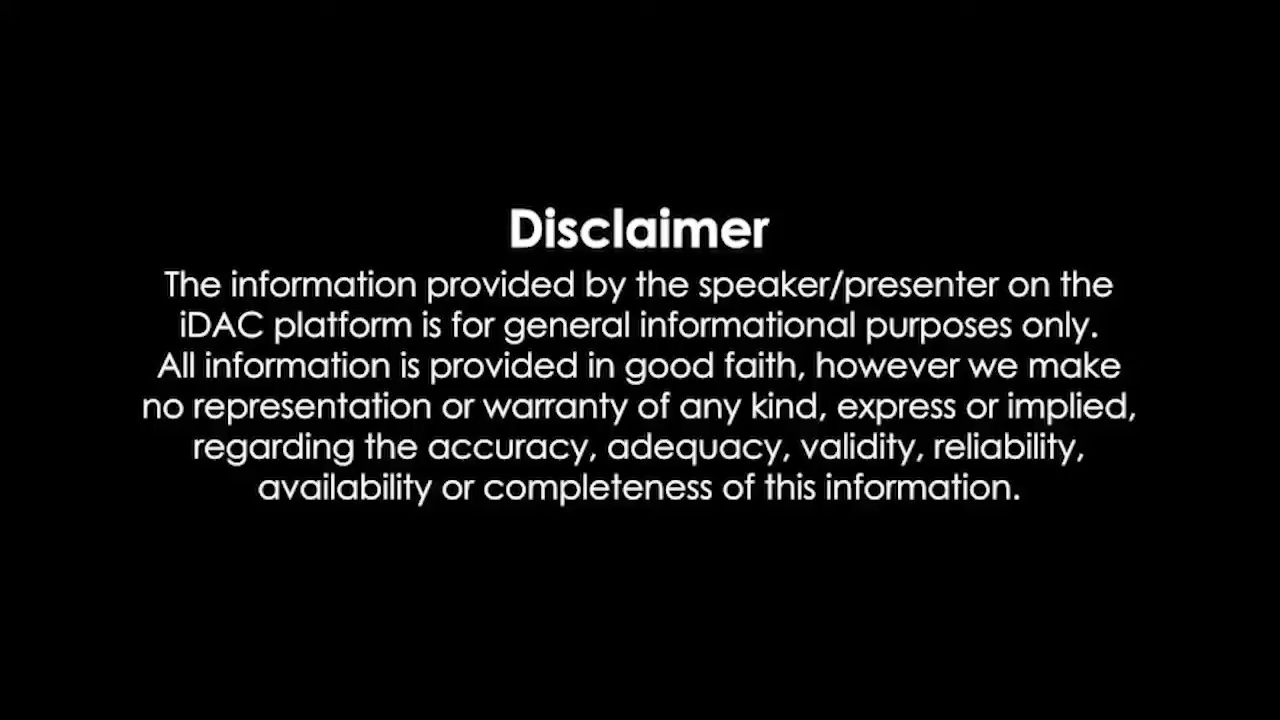 Disclaimer
The information provided by the speaker/presenter on the
iDAC platform is for general informational purposes only.
All information is provided in good faith, however we make
no representation or warranty of any kind, express or implied,
regarding the accuracy, adequacy, validity, reliability,
availability or completeness of this information.